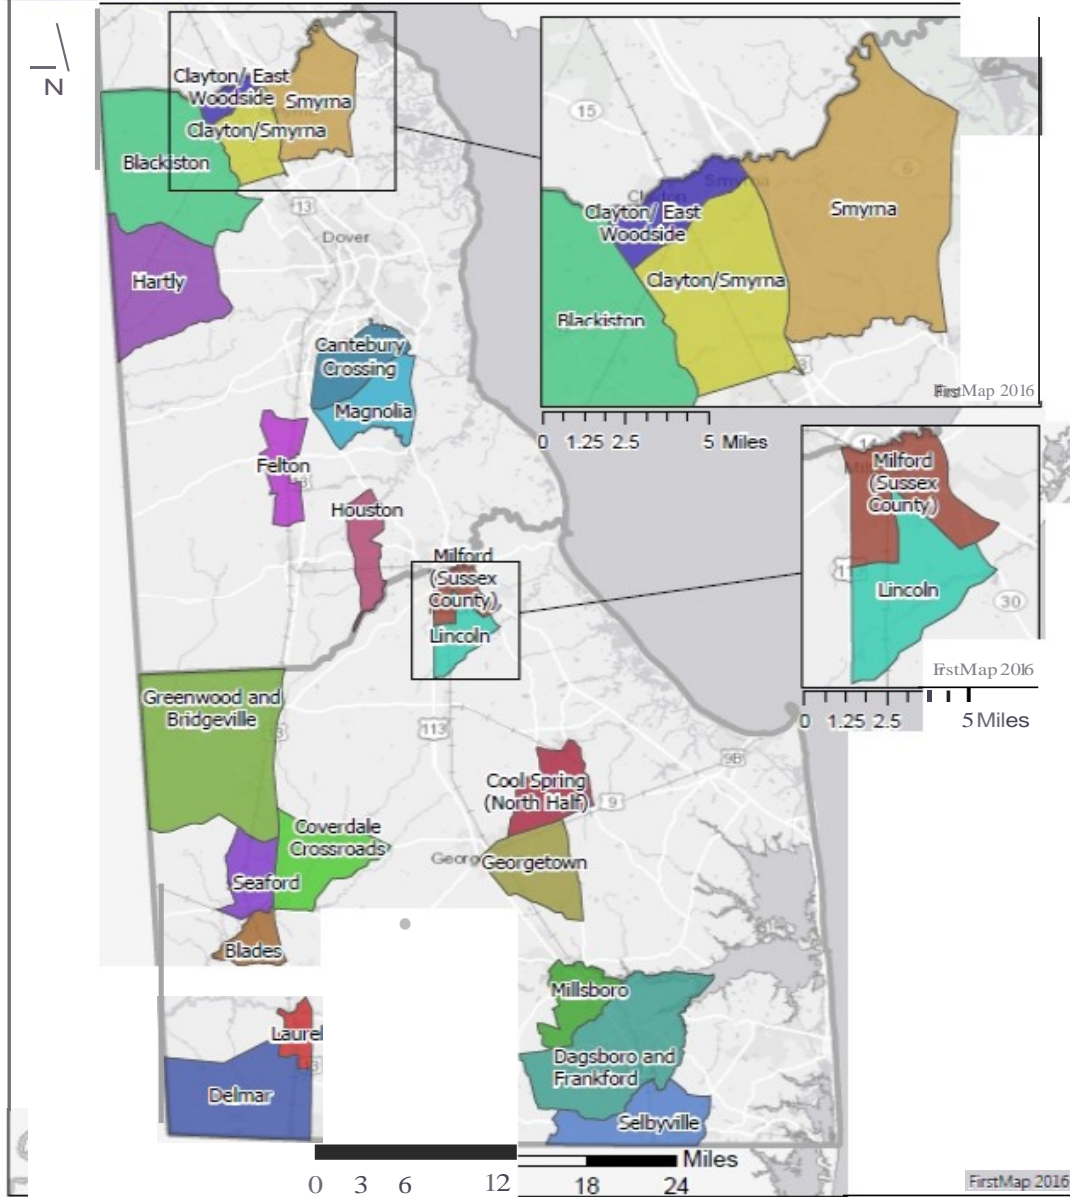 N
Clayton/ East
Woodside
Smyrna
Clayton/Smyrna
Blackiston
13
Dover
Hartly
Cantebury
Crossing
Magnolia
Felton
Houston
Milford
(Sussex
County)
Lincoln
Greenwood and
Bridgeville
113
9B
Cool Spring
(North Half)
9
Coverdale
Crossroads
Georg
Georgetown
Seaford
Blades
Millsboro
Laurel
Delmar
Dagsboro and
Frankford
Selbyville
0 3 6 12
18 24
Miles
FirstMap 2016
15
6
Smyrna
Clayton/ East
Woodside
Smyrna
Clayton/Smyrna
Blackiston
FirstMap 2016
0 1.25 2.5 5 Miles
Milford
(Sussex
County)
Lincoln
30
FirstMap 2016
0 1.25 2.5 5 Miles